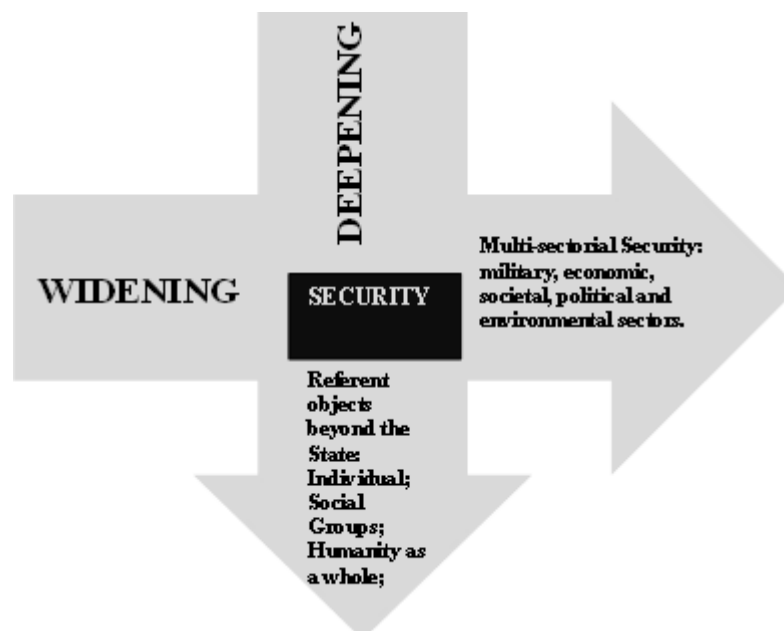 DEEPENING
WIDENING
SECURITY
Multi-sectorial Security:
military, economic,
societal, political and
environmental sectors.
Referent
objects
beyond the
State:
Individual;
Social
Groups;
Humanity as
a whole;